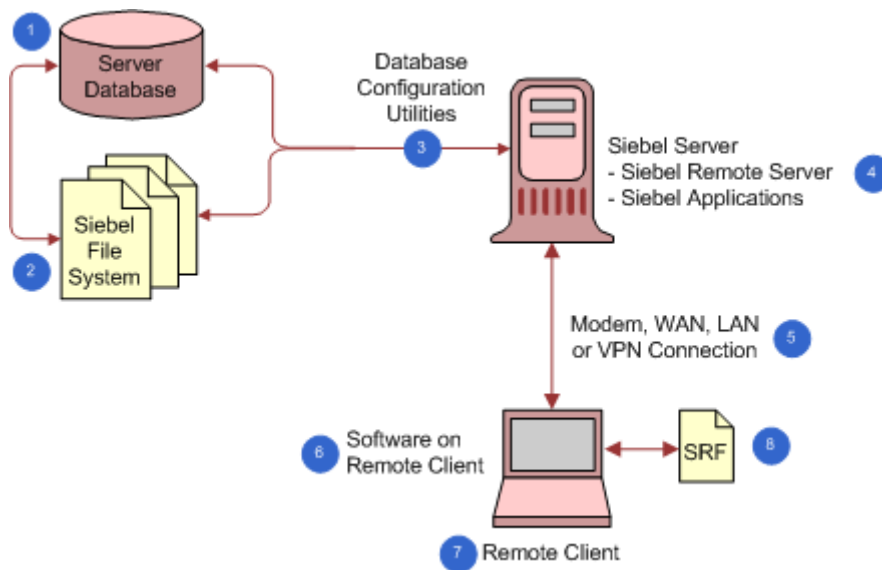 1
Server
Database
2
Siebel
File
System
Database
Configuration
Utilities
3
Siebel Server
- Siebel Remote Server
- Siebel Applications
4
Modem, WAN, LAN
or VPN Connection
5
6
Software on
Remote Client
SRF
8
7
Remote Client